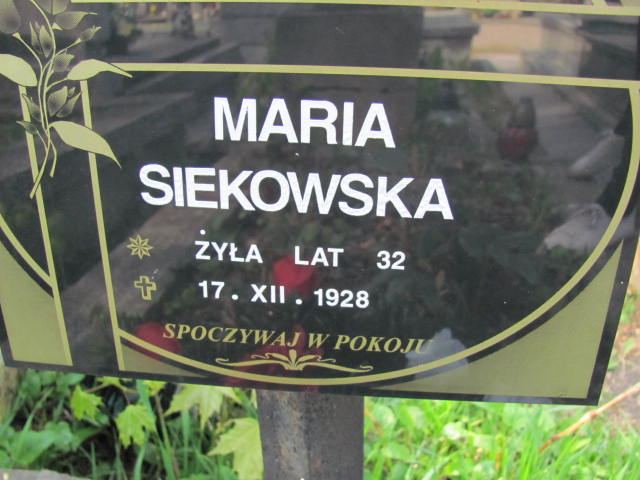 MARIA
SIEKOWSKA
ŻYŁA LAT 32
17. XII. 1928
SPOCZYWAJ W POKOJU